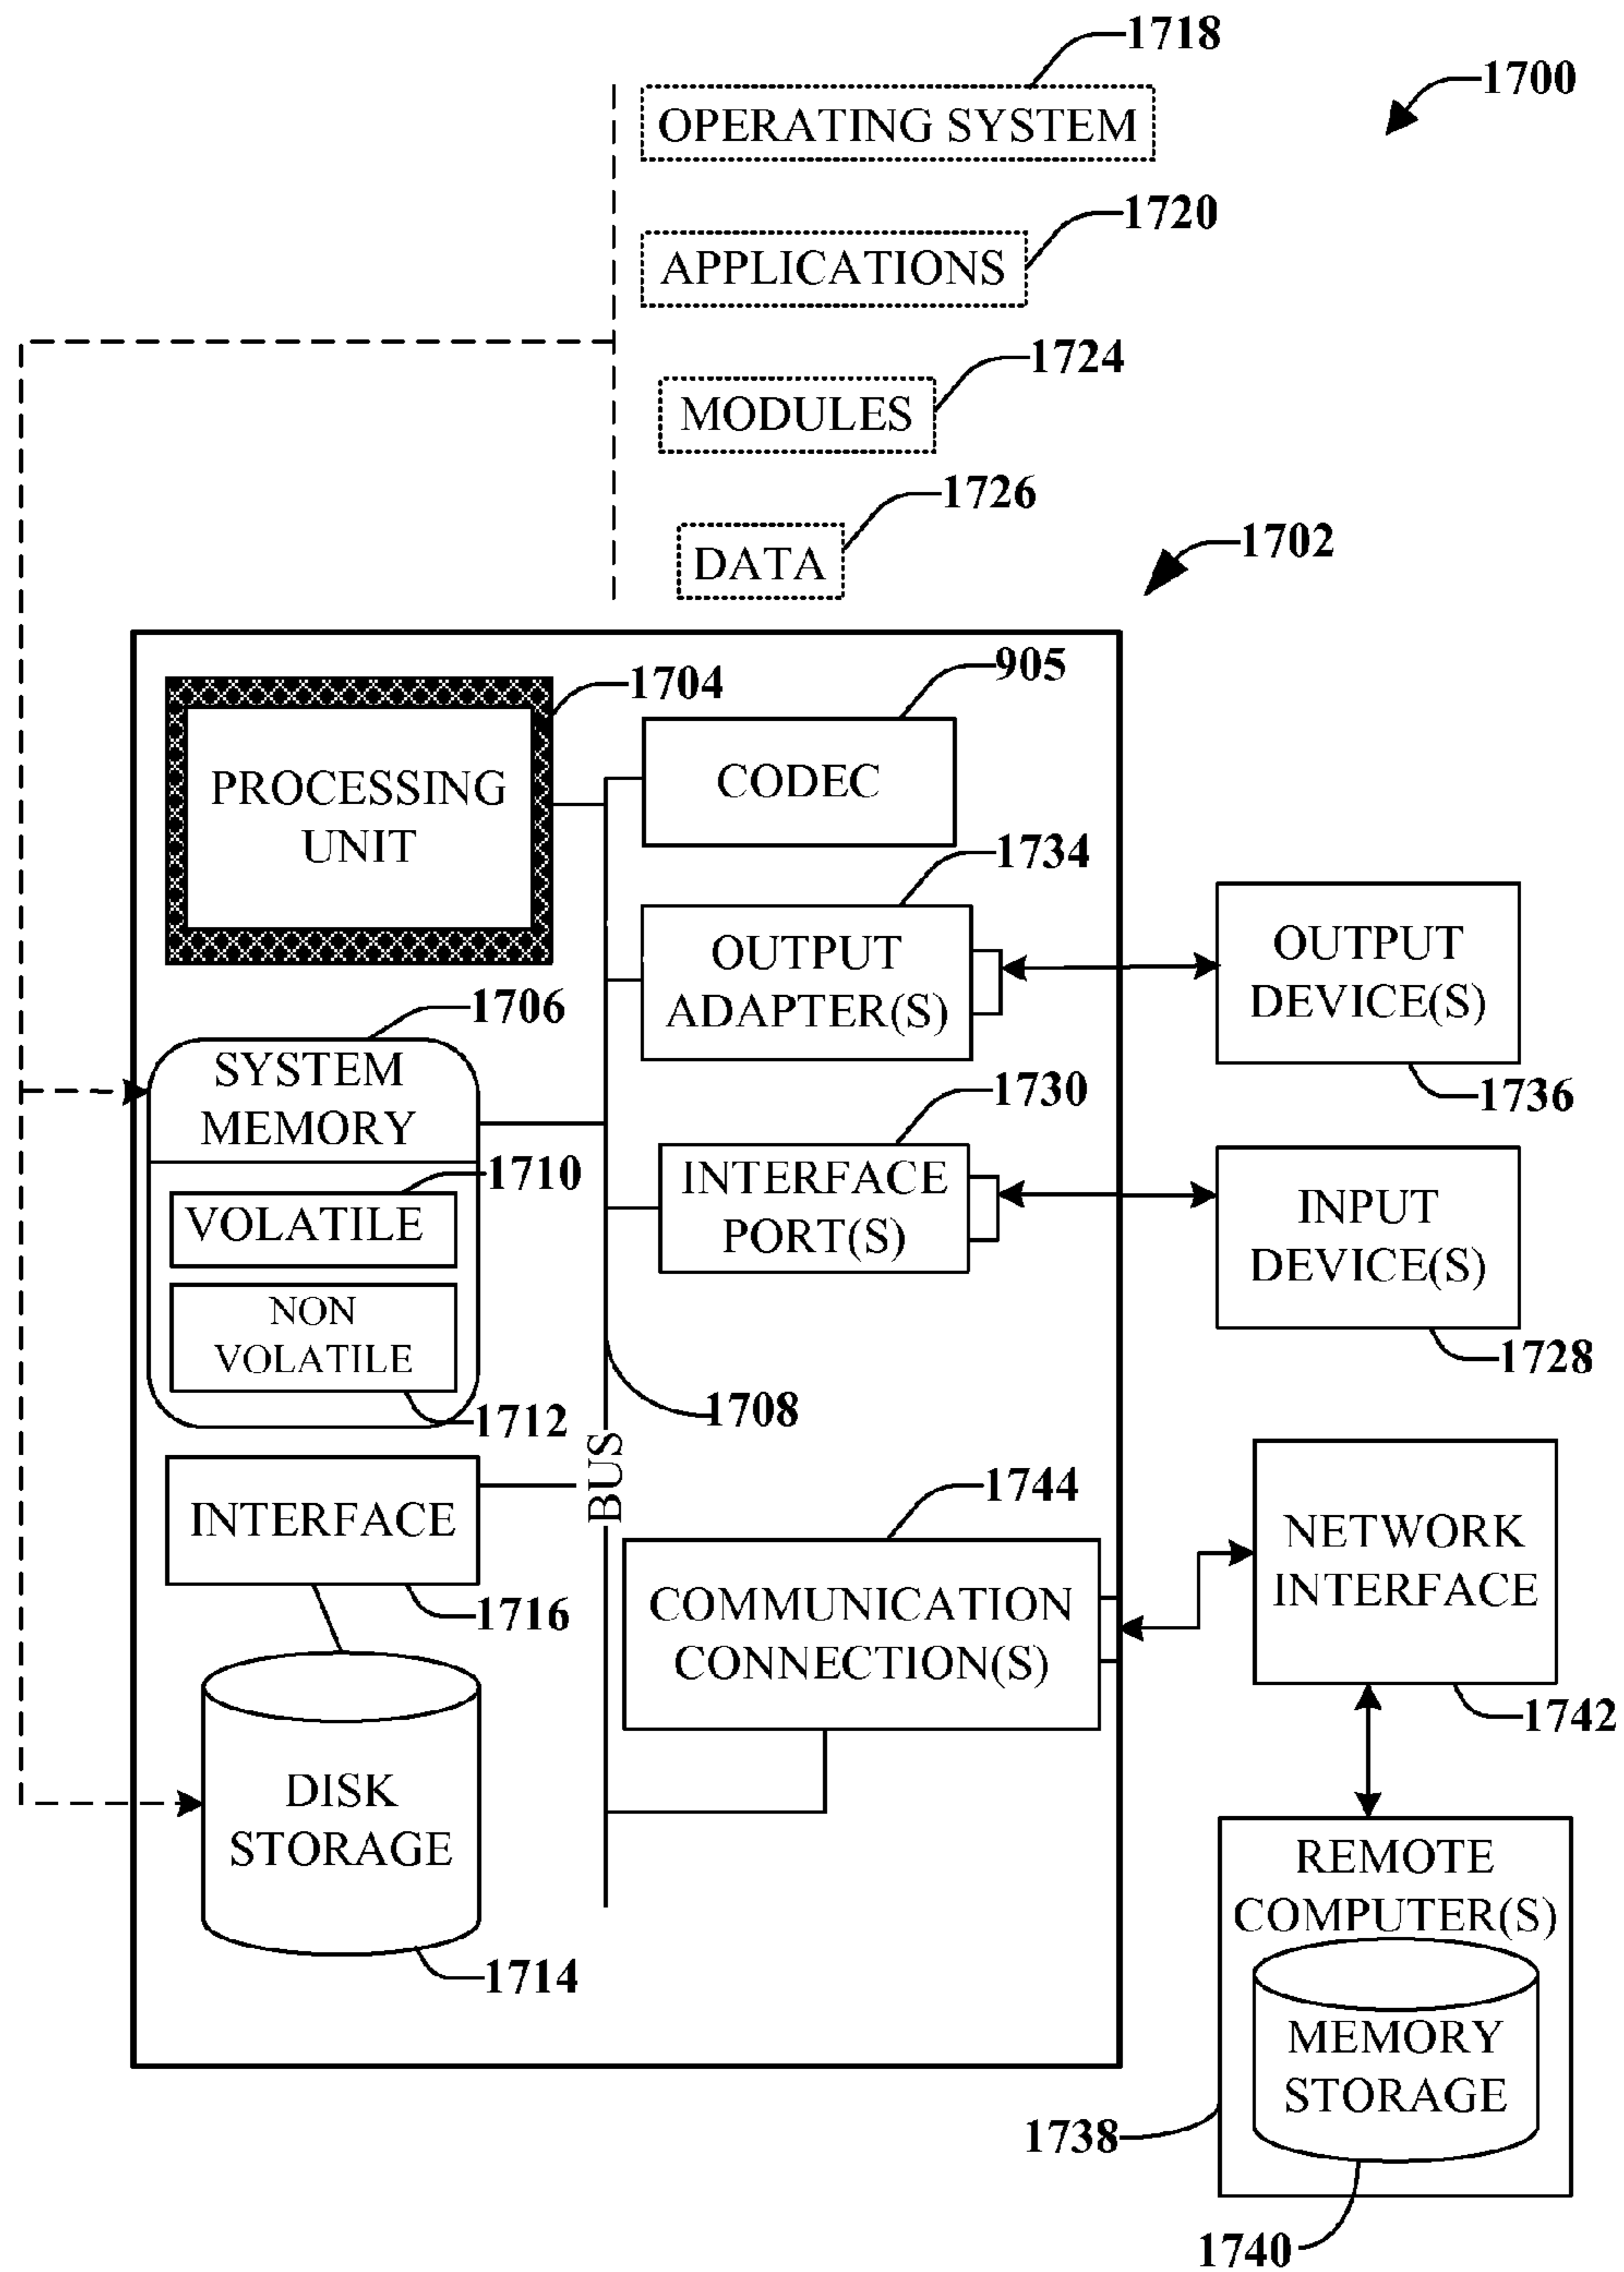 1718
1700
OPERATING SYSTEM
1720
APPLICATIONS
1724
MODULES
1726
DATA
1702
905
1704
CODEC
PROCESSING
UNIT
1734
OUTPUT
ADAPTER(S)
OUTPUT
DEVICE(S)
1736
1706
SYSTEM
MEMORY
1730
INTERFACE
PORT(S)
INPUT
DEVICE(S)
1728
1710
VOLATILE
NON
VOLATILE
1712
1708
BUS
INTERFACE
1716
1744
COMMUNICATION
CONNECTION(S)
NETWORK
INTERFACE
1742
DISK
STORAGE
1714
REMOTE
COMPUTER(S)
MEMORY
STORAGE
1738
1740